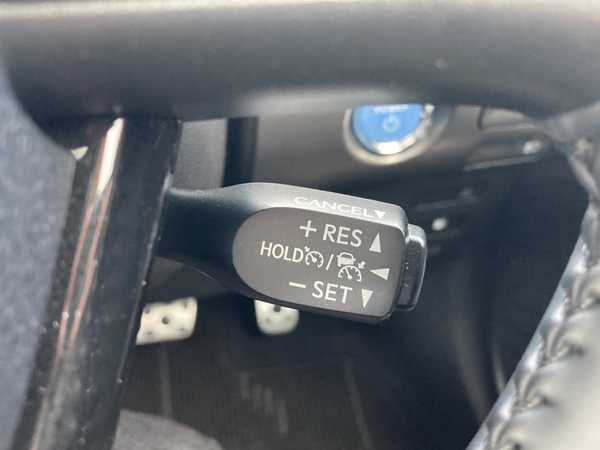 CANCEL▼
+ RES ▲
HOLD / ◄
− SET ▼